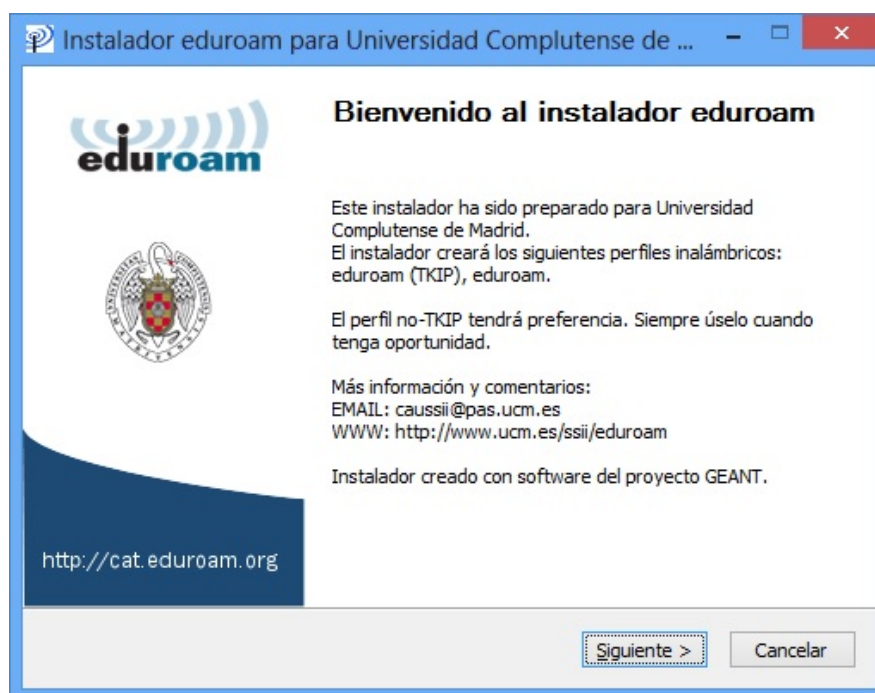 Instalador eduroam para Universidad Complutense de ...
eduroam
Bienvenido al instalador eduroam
Este instalador ha sido preparado para Universidad
Complutense de Madrid.
El instalador creará los siguientes perfiles inalámbricos:
eduroam (TKIP), eduroam.
El perfil no-TKIP tendrá preferencia. Siempre úselo cuando
tenga oportunidad.
Más información y comentarios:
EMAIL: caussii@pas.ucm.es
WWW: http://www.ucm.es/ssii/eduroam
Instalador creado con software del proyecto GEANT.
http://cat.eduroam.org
Siguiente >
Cancelar